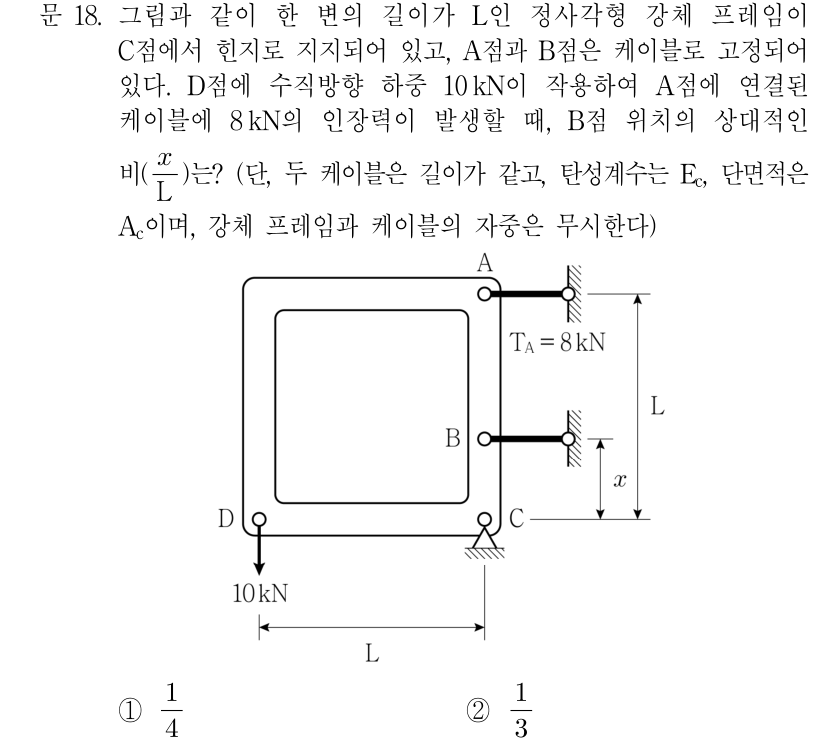 문 18. 그림과 같이 한 변의 길이가 L인 정사각형 강체 프레임이
C점에서 힌지로 지지되어 있고, A점과 B점은 케이블로 고정되어
있다. D점에 수직방향 하중 10 kN이 작용하여 A점에 연결된
케이블에 8 kN의 인장력이 발생할 때, B점 위치의 상대적인
비(x/L)는? (단, 두 케이블은 길이가 같고, 탄성계수는 E_c, 단면적은
A_c이며, 강체 프레임과 케이블의 자중은 무시한다)
A
T_A = 8 kN
L
B
x
D
C
10 kN
L
① 1/4 ② 1/3